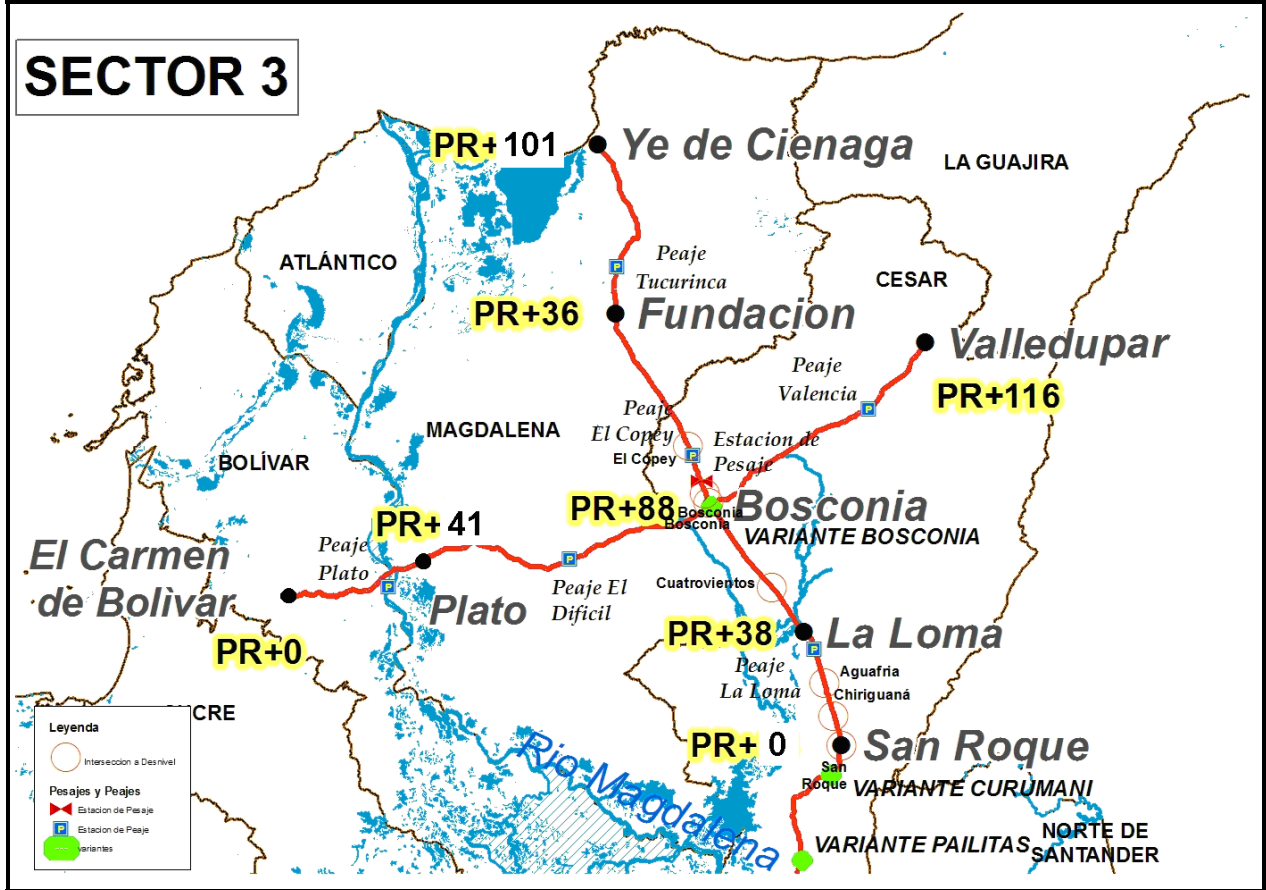 SECTOR 3
PR+ 101
Ye de Cienaga
LA GUAJIRA
ATLÁNTICO
Peaje
Tucurinca
CESAR
PR+36
Fundacion
Valledupar
Peaje
Valencia
PR+116
Peaje
El Copey
MAGDALENA
Estacion de
Pesaje
El Copey
BOLÍVAR
PR+88
Bosconia
Bosconia
Bosconia
VARIANTE BOSCONIA
PR+ 41
El Carmen
de Bolìvar
Peaje
Plato
Peaje El
Dificil
Cuatrovientos
Plato
PR+0
PR+38
La Loma
Peaje
La Loma
Aguafria
Chiriguaná
UCRE
PR+ 0
San Roque
San
Roque
VARIANTE CURUMANI
Rio Magdalena
VARIANTE PAILITAS
NORTE DE
SANTANDER
Leyenda
Interseccion a Desnivel
Pesajes y Peajes
Estacion de Pesaje
P
Estacion de Peaje
variantes